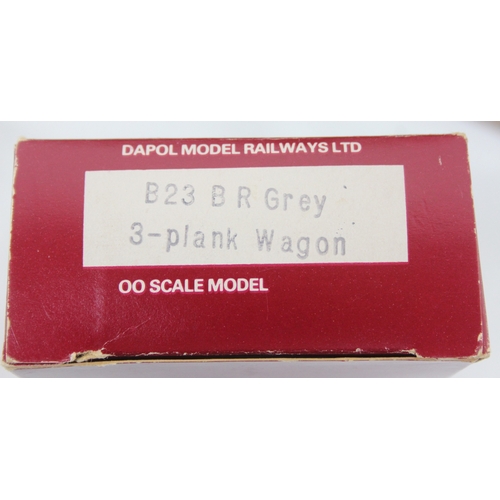 DAPOL MODEL RAILWAYS LTD
B23 B R Grey
3-plank Wagon
OO SCALE MODEL